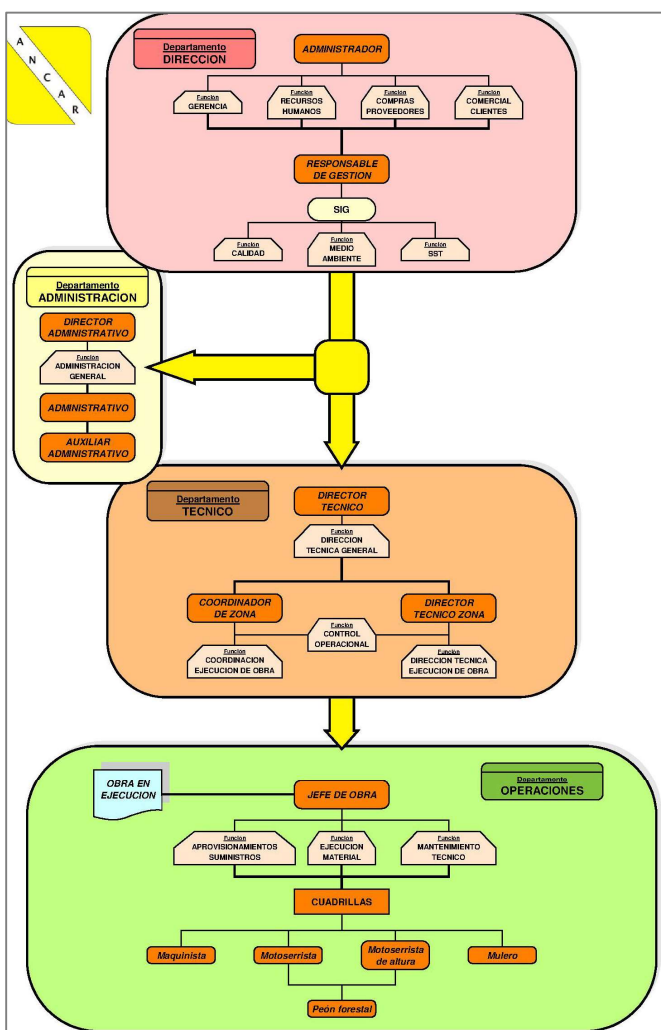 ANCAR
Departamento
DIRECCION
ADMINISTRADOR
Funcion
GERENCIA
Funcion
RECURSOS
HUMANOS
Funcion
COMPRAS
PROVEEDORES
Funcion
COMERCIAL
CLIENTES
RESPONSABLE
DE GESTION
SIG
Funcion
CALIDAD
Funcion
MEDIO
AMBIENTE
Funcion
SST
Departamento
ADMINISTRACION
DIRECTOR
ADMINISTRATIVO
Funcion
ADMINISTRACION
GENERAL
ADMINISTRATIVO
AUXILIAR
ADMINISTRATIVO
Departamento
TECNICO
DIRECTOR
TECNICO
Funcion
DIRECCION
TECNICA GENERAL
COORDINADOR
DE ZONA
DIRECTOR
TECNICO ZONA
Funcion
CONTROL
OPERACIONAL
Funcion
COORDINACION
EJECUCION DE OBRA
Funcion
DIRECCION TECNICA
EJECUCION DE OBRA
OBRA EN
EJECUCION
JEFE DE OBRA
Departamento
OPERACIONES
Funcion
APROVISIONAMIENTOS
SUMINISTROS
Funcion
EJECUCION
MATERIAL
Funcion
MANTENIMIENTO
TECNICO
CUADRILLAS
Maquinista
Motoserrista
Motoserrista
de altura
Mulero
Peón forestal